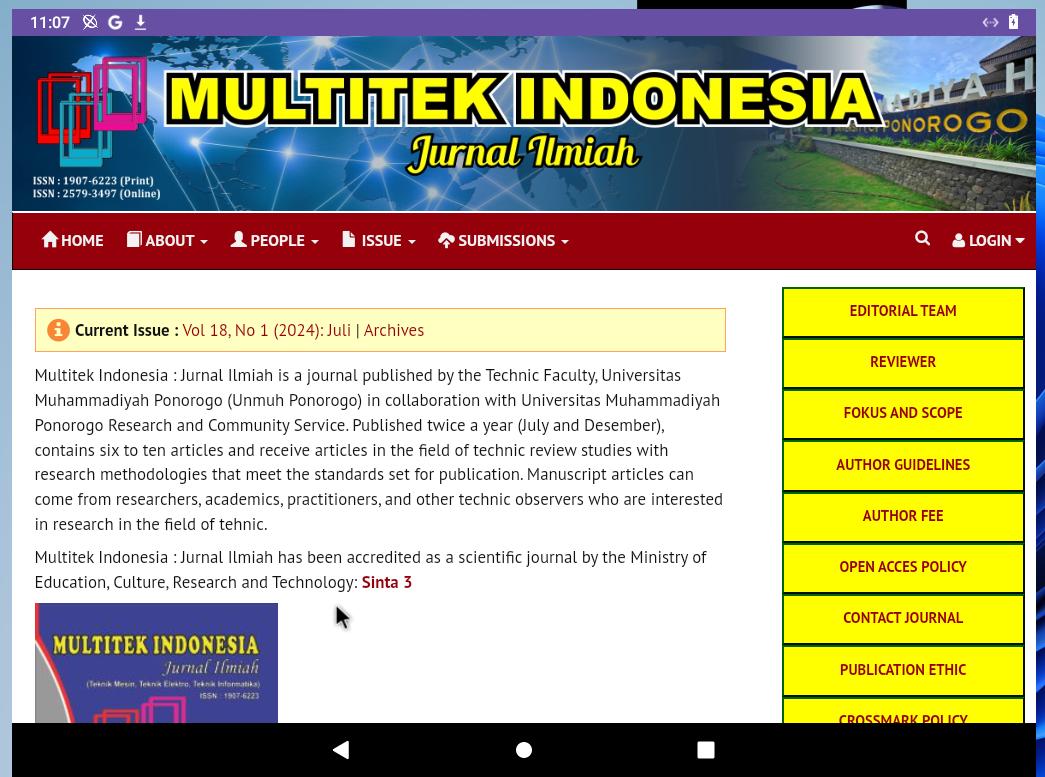 11:07
MULTITEK INDONESIA
Jurnal Ilmiah
ADIYA H
PONOROGO
ISSN : 1907-6223 (Print)
ISSN : 2579-3497 (Online)
HOME ABOUT PEOPLE ISSUE SUBMISSIONS LOGIN
Current Issue : Vol 18, No 1 (2024): Juli | Archives
Multitek Indonesia : Jurnal Ilmiah is a journal published by the Technic Faculty, Universitas
Muhammadiyah Ponorogo (Unmuh Ponorogo) in collaboration with Universitas Muhammadiyah
Ponorogo Research and Community Service. Published twice a year (July and Desember),
contains six to ten articles and receive articles in the field of technic review studies with
research methodologies that meet the standards set for publication. Manuscript articles can
come from researchers, academics, practitioners, and other technic observers who are interested
in research in the field of tehnic.
Multitek Indonesia : Jurnal Ilmiah has been accredited as a scientific journal by the Ministry of
Education, Culture, Research and Technology: Sinta 3
MULTITEK INDONESIA
Jurnal Ilmiah
(Teknik Mesin, Teknik Elektro, Teknik Informatika)
ISSN : 1907-6223
EDITORIAL TEAM
REVIEWER
FOKUS AND SCOPE
AUTHOR GUIDELINES
AUTHOR FEE
OPEN ACCES POLICY
CONTACT JOURNAL
PUBLICATION ETHIC
CROSSMARK POLICY